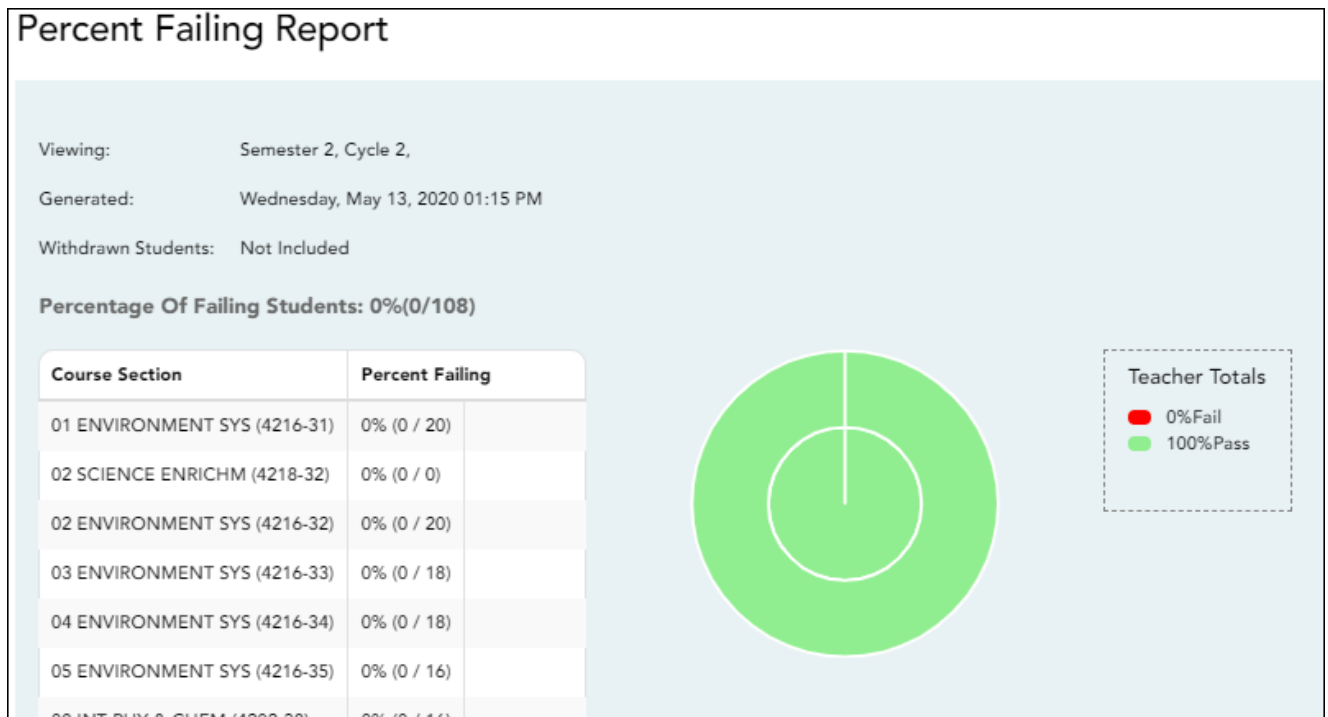 Percent Failing Report
Viewing: Semester 2, Cycle 2,
Generated: Wednesday, May 13, 2020 01:15 PM
Withdrawn Students: Not Included
Percentage Of Failing Students: 0%(0/108)
Course Section Percent Failing
01 ENVIRONMENT SYS (4216-31) 0% (0 / 20)
02 SCIENCE ENRICHM (4218-32) 0% (0 / 0)
02 ENVIRONMENT SYS (4216-32) 0% (0 / 20)
03 ENVIRONMENT SYS (4216-33) 0% (0 / 18)
04 ENVIRONMENT SYS (4216-34) 0% (0 / 18)
05 ENVIRONMENT SYS (4216-35) 0% (0 / 16)
Teacher Totals
0%Fail
100%Pass